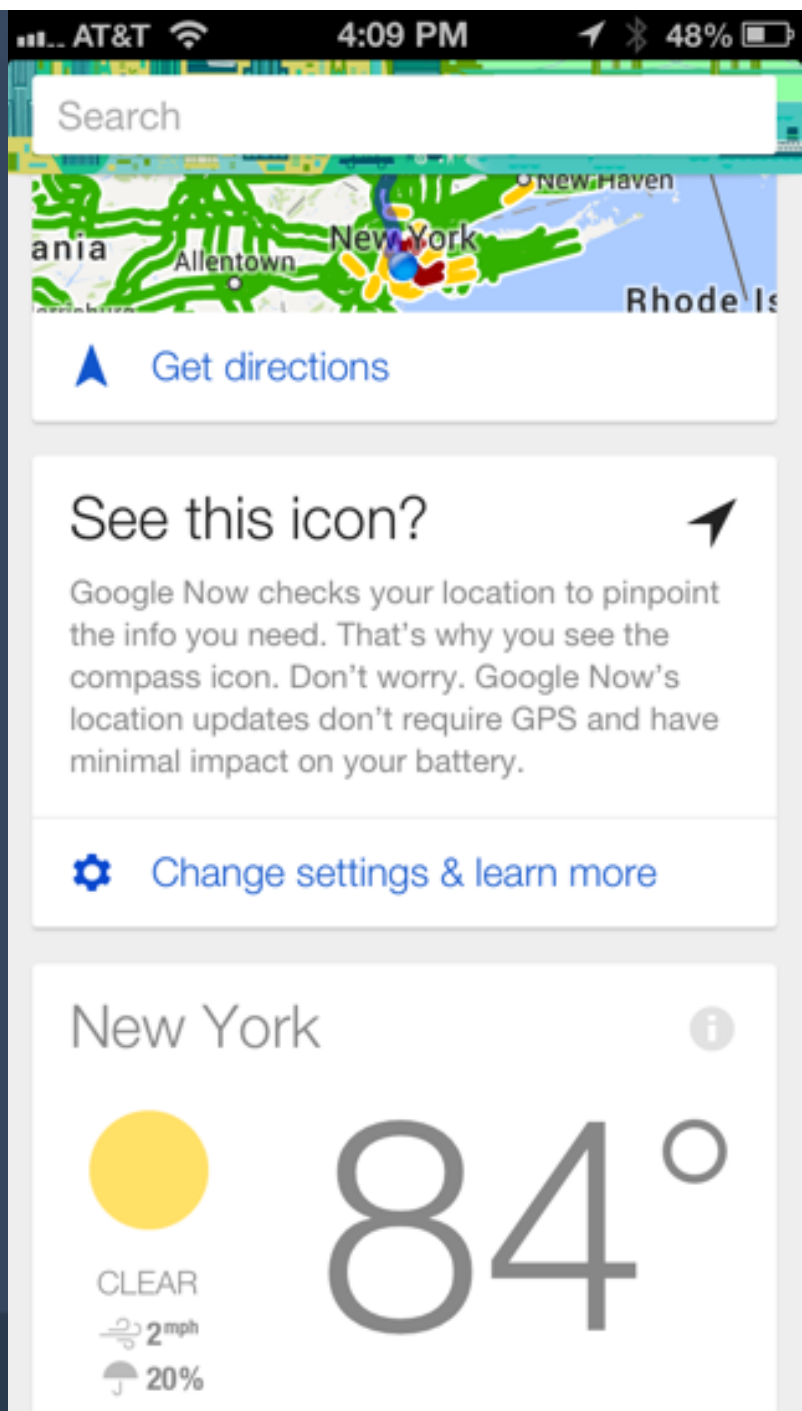 AT&T 4:09 PM 48%
Search
New Haven
ania Allentown New York
Rhode Is
Get directions
See this icon?
Google Now checks your location to pinpoint
the info you need. That's why you see the
compass icon. Don't worry. Google Now's
location updates don't require GPS and have
minimal impact on your battery.
Change settings & learn more
New York
84°
CLEAR
2 mph
20%